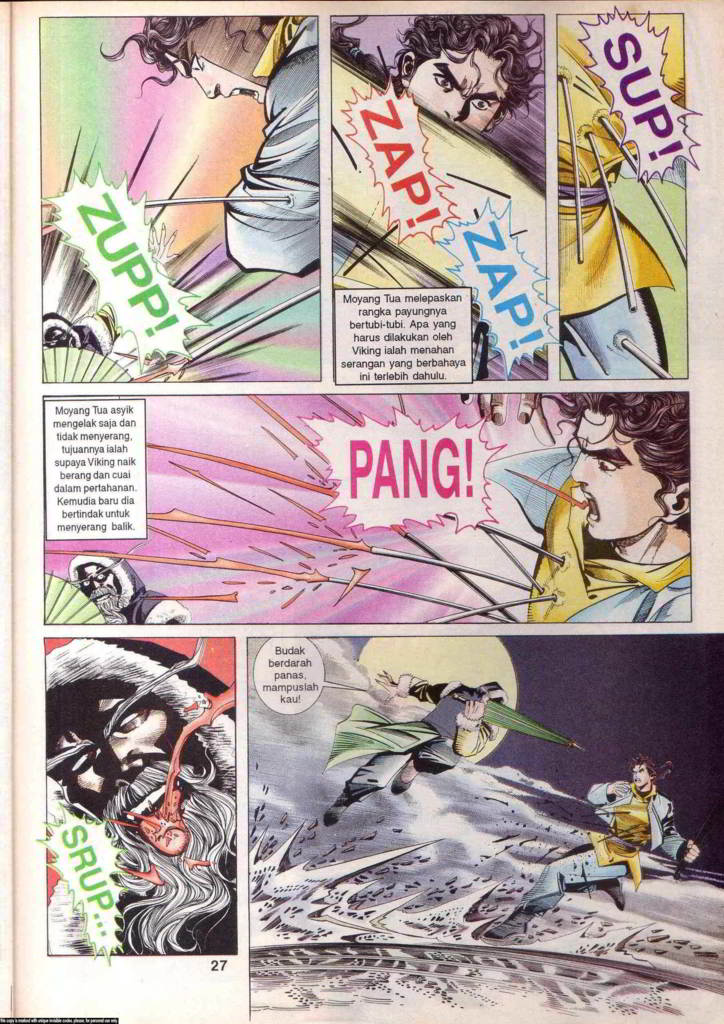 ZUPP!
ZAP!
ZAP!
SUP!
Moyang Tua melepaskan
rangka payungnya
bertubi-tubi. Apa yang
harus dilakukan oleh
Viking ialah menahan
serangan yang berbahaya
ini terlebih dahulu.
Moyang Tua asyik
mengelak saja dan
tidak menyerang,
tujuannya ialah
supaya Viking naik
berang dan cuai
dalam pertahanan.
Kemudia baru dia
bertindak untuk
menyerang balik.
PANG!
SRUP...
Budak
berdarah
panas,
mampuslah
kau!
27
this copy is marked with unique invisible codes, please, for personal use only